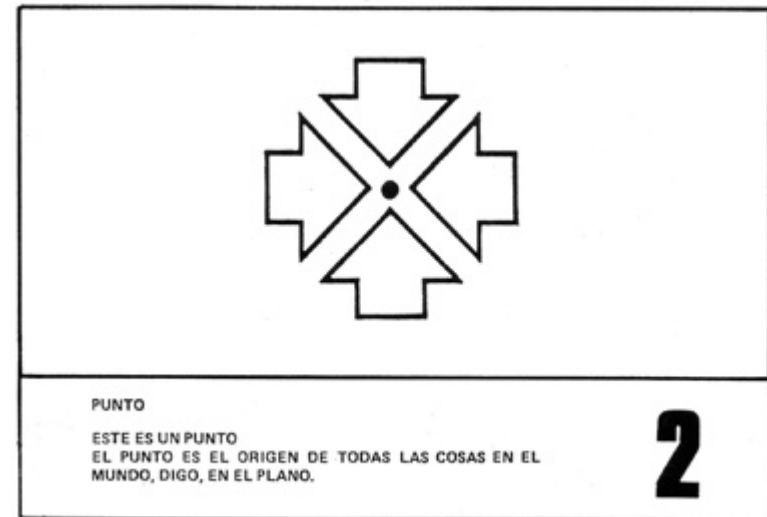 PUNTO
ESTE ES UN PUNTO
EL PUNTO ES EL ORIGEN DE TODAS LAS COSAS EN EL
MUNDO, DIGO, EN EL PLANO.
2